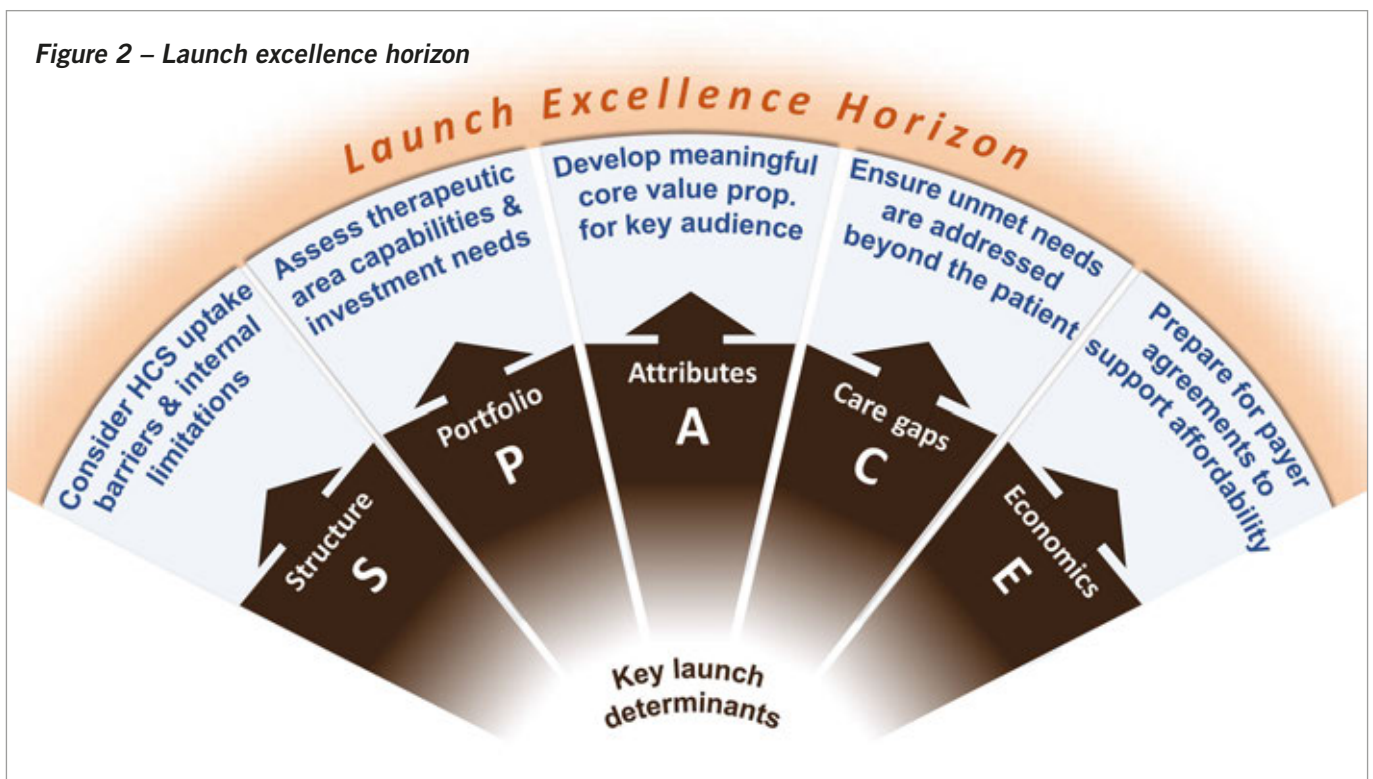 Figure 2 – Launch excellence horizon
Launch Excellence Horizon
Consider HCS uptake
barriers & internal
limitations
Structure
S
Assess therapeutic
area capabilities &
investment needs
Portfolio
P
Develop meaningful
core value prop.
for key audience
Attributes
A
Ensure unmet needs
are addressed
beyond the patient
Care gaps
C
Prepare for payer
agreements to
support affordability
Economics
E
Key launch
determinants